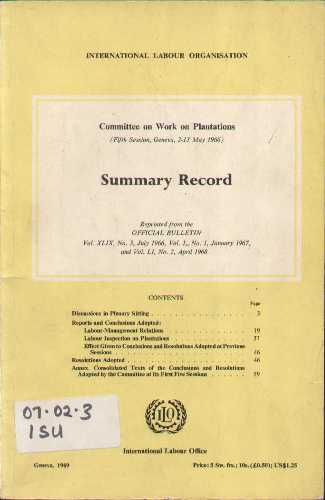 INTERNATIONAL LABOUR ORGANISATION
Committee on Work on Plantations
(Fifth Session, Geneva, 2-13 May 1966)
Summary Record
Reprinted from the
OFFICIAL BULLETIN
Vol. XLIX, No. 3, July 1966, Vol. L, No. 1, January 1967,
and Vol. LI, No. 2, April 1968
CONTENTS
Page
Discussions in Plenary Sitting . . . . . . . . . . . . . . . . . 3
Reports and Conclusions Adopted:
Labour-Management Relations . . . . . . . . . . . . . 19
Labour Inspection on Plantations . . . . . . . . . . . . 37
Effect Given to Conclusions and Resolutions Adopted at Previous
Sessions . . . . . . . . . . . . . . . . . . . . . . 46
Resolutions Adopted . . . . . . . . . . . . . . . . . . . . 46
Annex. Consolidated Texts of the Conclusions and Resolutions
Adopted by the Committee at Its First Five Sessions . . . . . 59
07.02.3
ISU
ILO
International Labour Office
Geneva, 1969
Price: 5 Sw. frs.; 10s. (£0.50); US$1.25